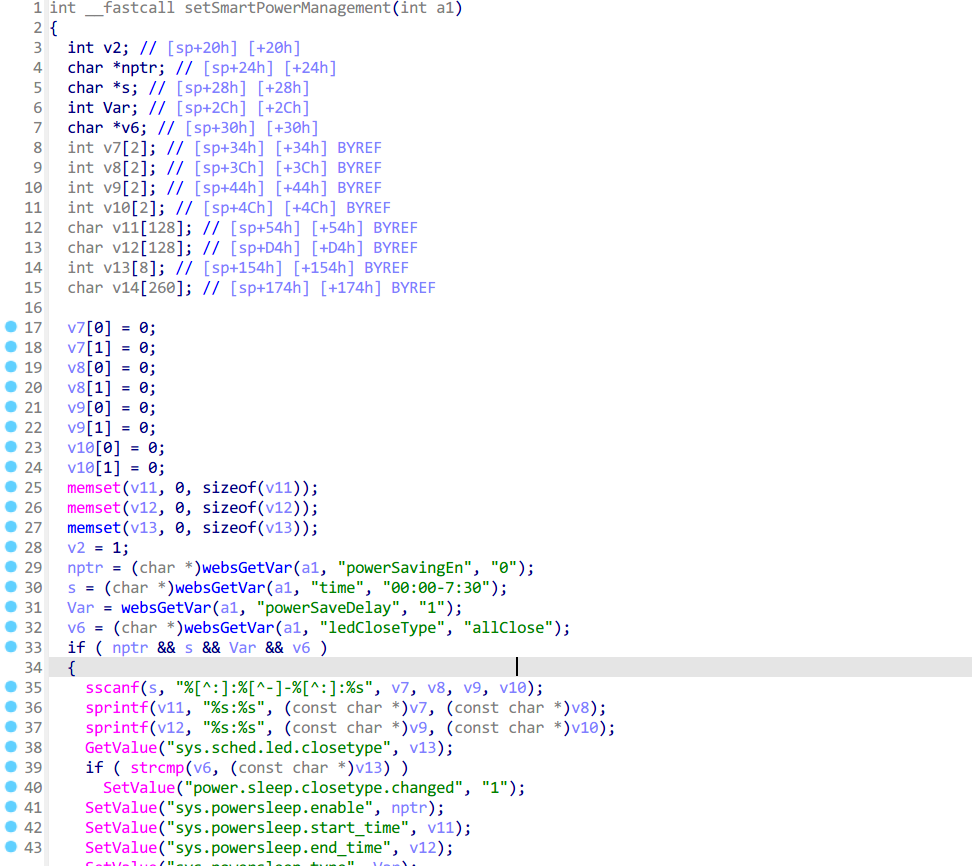 1 int __fastcall setSmartPowerManagement(int a1)
2 {
3 int v2; // [sp+20h] [+20h]
4 char *nptr; // [sp+24h] [+24h]
5 char *s; // [sp+28h] [+28h]
6 int Var; // [sp+2Ch] [+2Ch]
7 char *v6; // [sp+30h] [+30h]
8 int v7[2]; // [sp+34h] [+34h] BYREF
9 int v8[2]; // [sp+3Ch] [+3Ch] BYREF
10 int v9[2]; // [sp+44h] [+44h] BYREF
11 int v10[2]; // [sp+4Ch] [+4Ch] BYREF
12 char v11[128]; // [sp+54h] [+54h] BYREF
13 char v12[128]; // [sp+D4h] [+D4h] BYREF
14 int v13[8]; // [sp+154h] [+154h] BYREF
15 char v14[260]; // [sp+174h] [+174h] BYREF
16
17 v7[0] = 0;
18 v7[1] = 0;
19 v8[0] = 0;
20 v8[1] = 0;
21 v9[0] = 0;
22 v9[1] = 0;
23 v10[0] = 0;
24 v10[1] = 0;
25 memset(v11, 0, sizeof(v11));
26 memset(v12, 0, sizeof(v12));
27 memset(v13, 0, sizeof(v13));
28 v2 = 1;
29 nptr = (char *)websGetVar(a1, "powerSavingEn", "0");
30 s = (char *)websGetVar(a1, "time", "00:00-7:30");
31 Var = websGetVar(a1, "powerSaveDelay", "1");
32 v6 = (char *)websGetVar(a1, "ledCloseType", "allClose");
33 if ( nptr && s && Var && v6 )
34 {
35 sscanf(s, "%[^:]:%[^-]-%[^:]:%s", v7, v8, v9, v10);
36 sprintf(v11, "%s:%s", (const char *)v7, (const char *)v8);
37 sprintf(v12, "%s:%s", (const char *)v9, (const char *)v10);
38 GetValue("sys.sched.led.closetype", v13);
39 if ( strcmp(v6, (const char *)v13) )
40 SetValue("power.sleep.closetype.changed", "1");
41 SetValue("sys.powersleep.enable", nptr);
42 SetValue("sys.powersleep.start_time", v11);
43 SetValue("sys.powersleep.end_time", v12);
SetValue("sys.powersleep.type", Var);